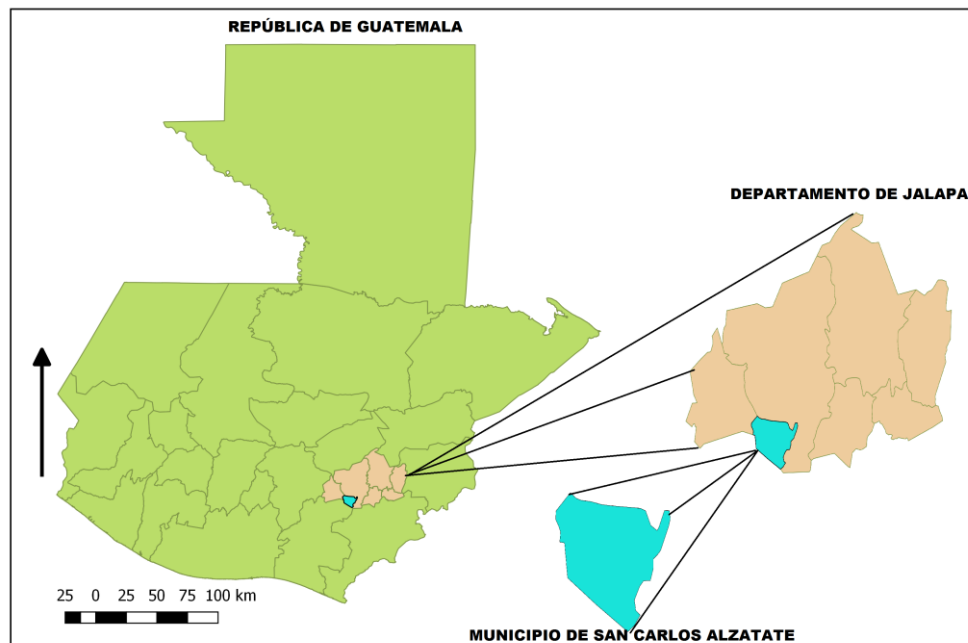 REPÚBLICA DE GUATEMALA
DEPARTAMENTO DE JALAPA
25 0 25 50 75 100 km
MUNICIPIO DE SAN CARLOS ALZATATE